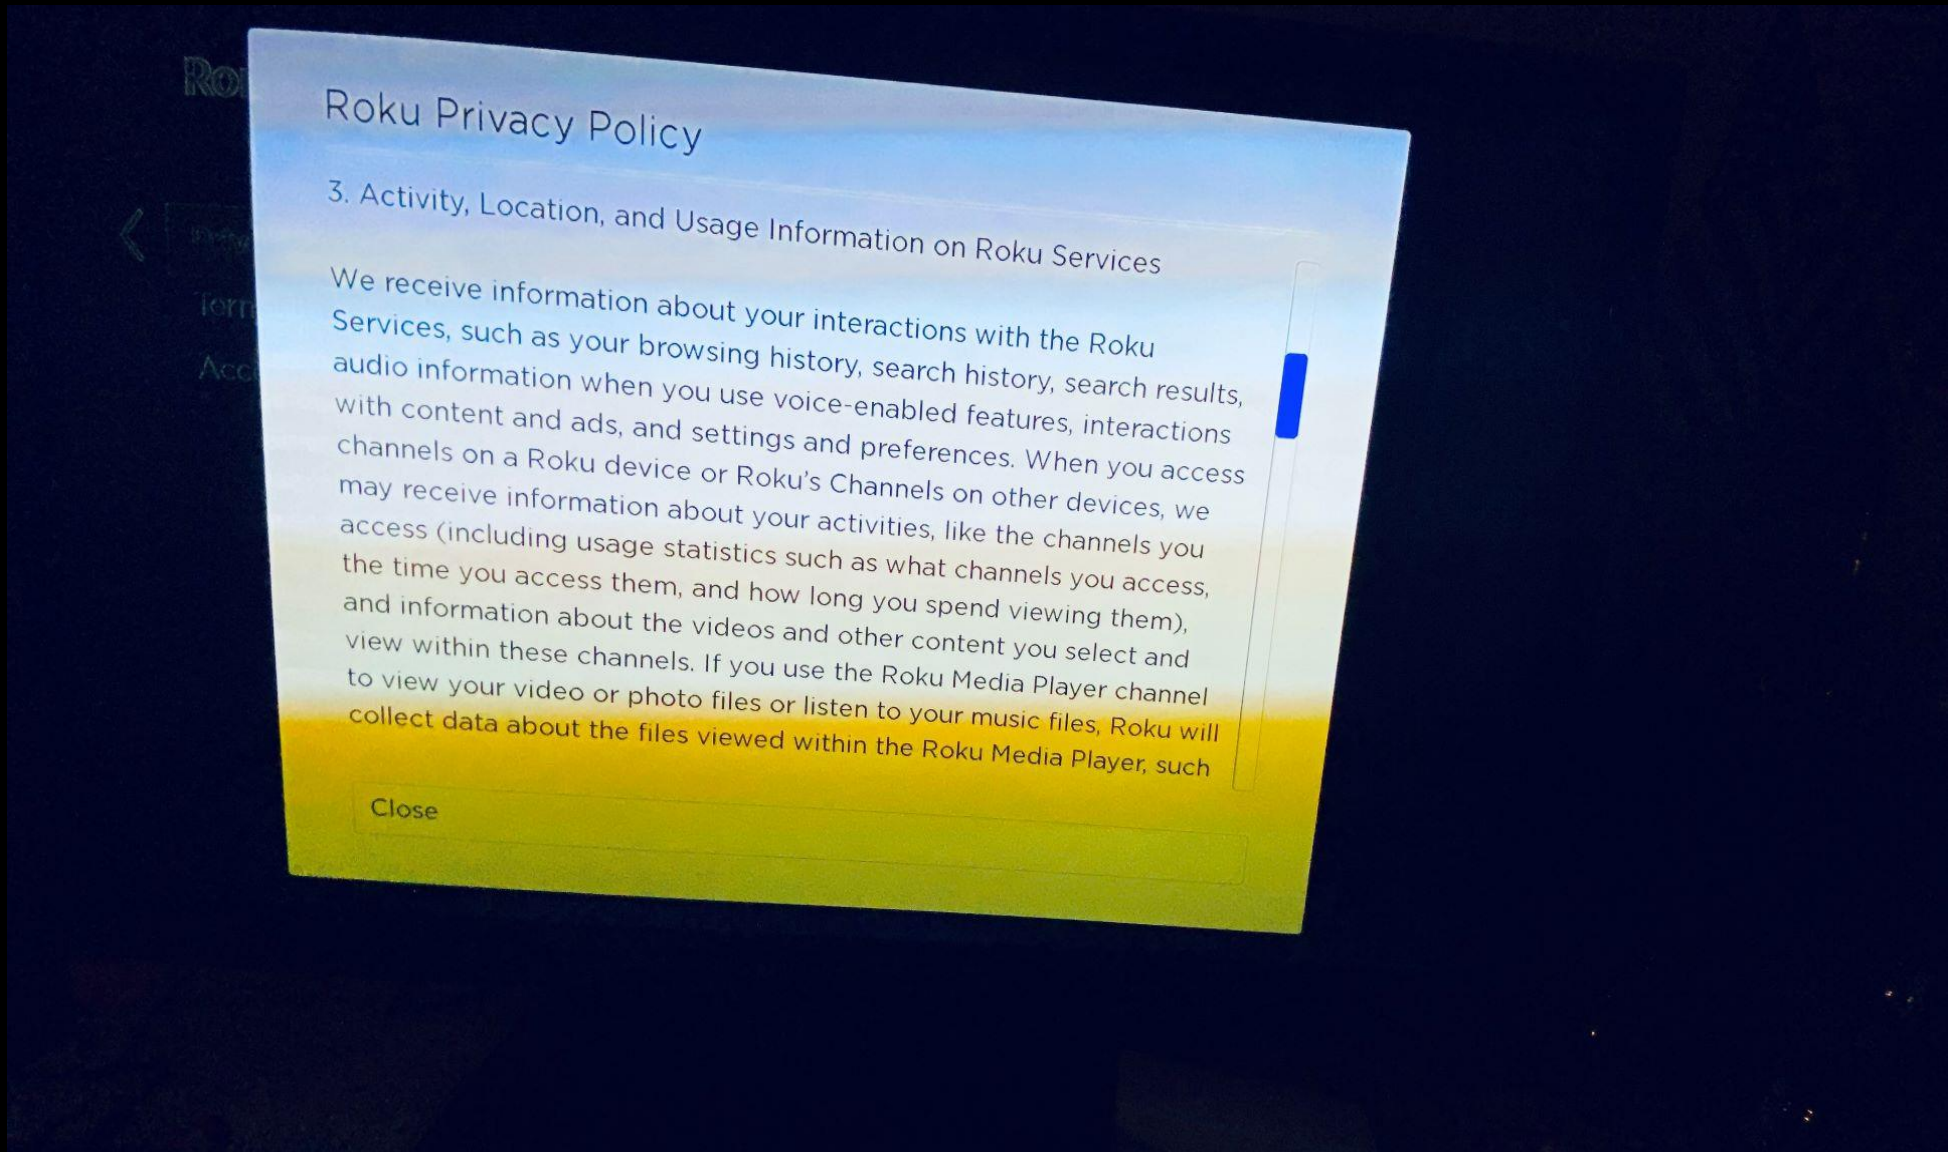 Roku Privacy Policy
3. Activity, Location, and Usage Information on Roku Services
We receive information about your interactions with the Roku
Services, such as your browsing history, search history, search results,
audio information when you use voice-enabled features, interactions
with content and ads, and settings and preferences. When you access
channels on a Roku device or Roku's Channels on other devices, we
may receive information about your activities, like the channels you
access (including usage statistics such as what channels you access,
the time you access them, and how long you spend viewing them),
and information about the videos and other content you select and
view within these channels. If you use the Roku Media Player channel
to view your video or photo files or listen to your music files, Roku will
collect data about the files viewed within the Roku Media Player, such
Close